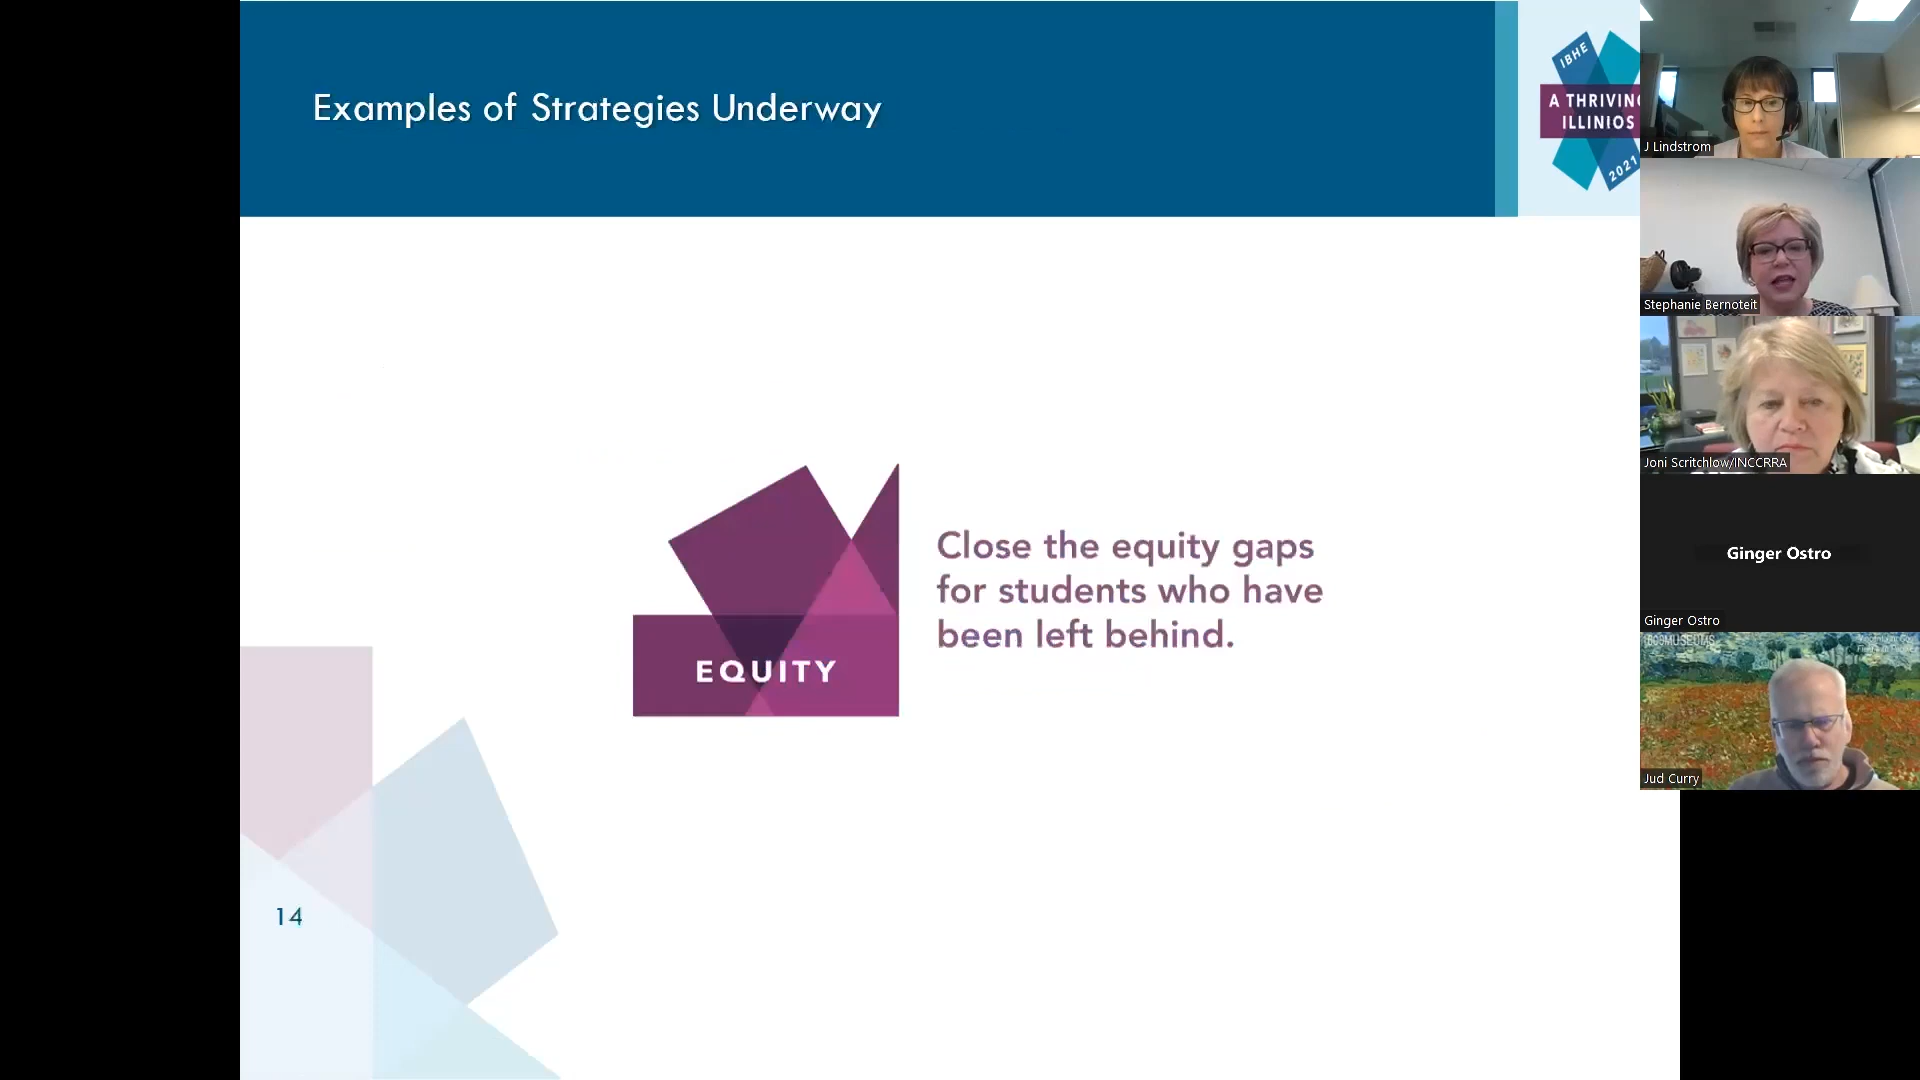 Examples of Strategies Underway
IBHE
A THRIVING
ILLINIOS
2021
EQUITY
Close the equity gaps
for students who have
been left behind.
14
J Lindstrom
Stephanie Bernoteit
Joni Scritchlow/INCCRRA
Ginger Ostro
Ginger Ostro
Jud Curry